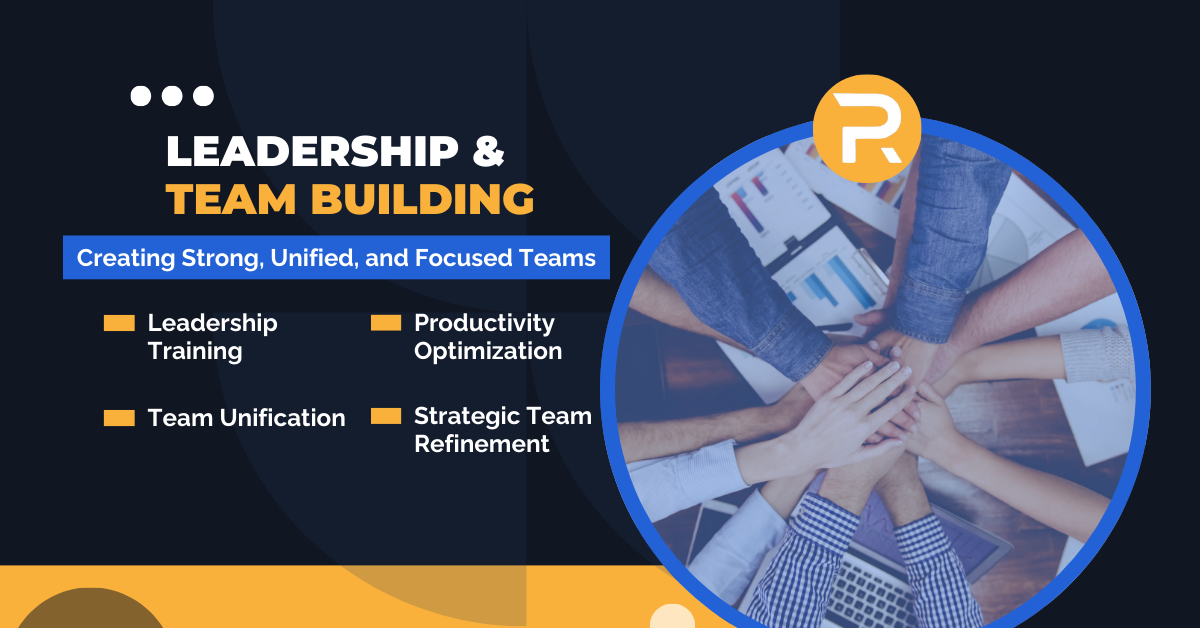 LEADERSHIP &
TEAM BUILDING
Creating Strong, Unified, and Focused Teams
Leadership
Training
Team Unification
Productivity
Optimization
Strategic Team
Refinement
R